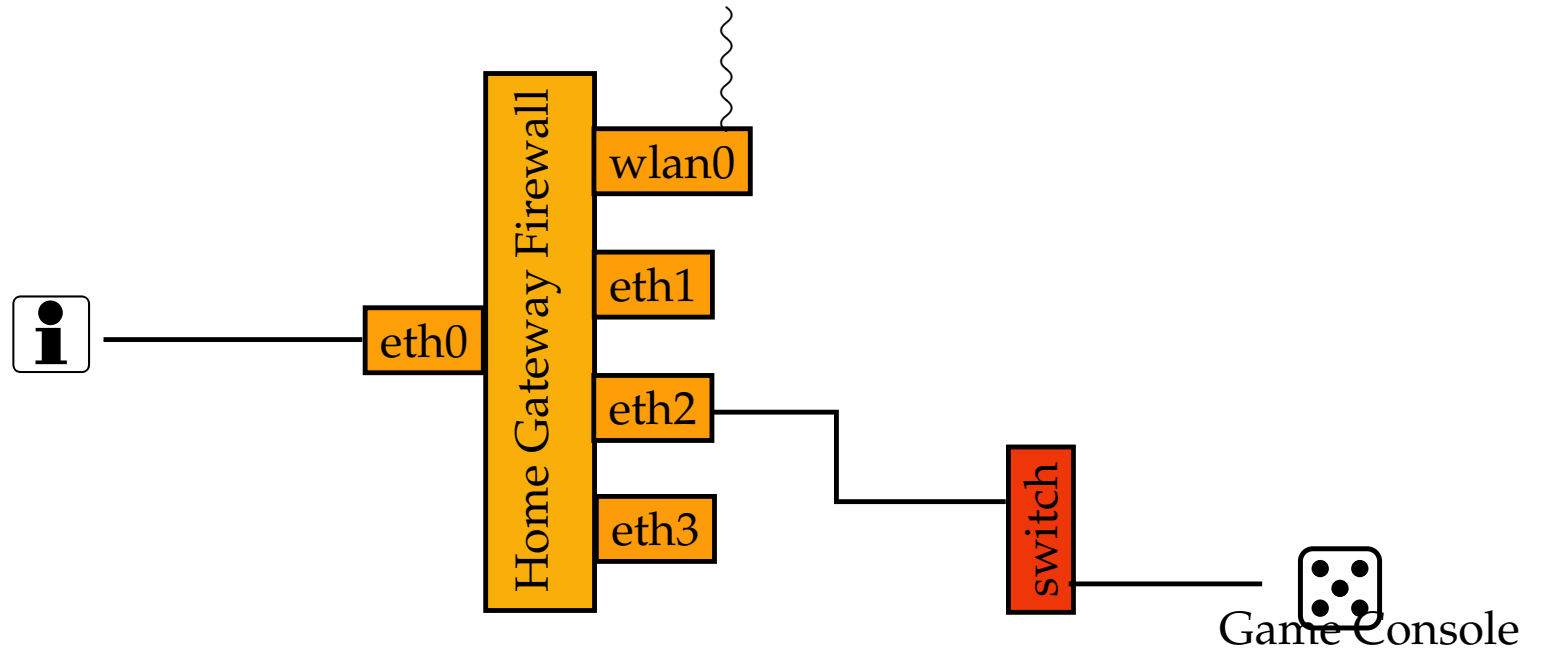 Home Gateway Firewall
wlan0
eth1
eth0
eth2
eth3
switch
Game Console